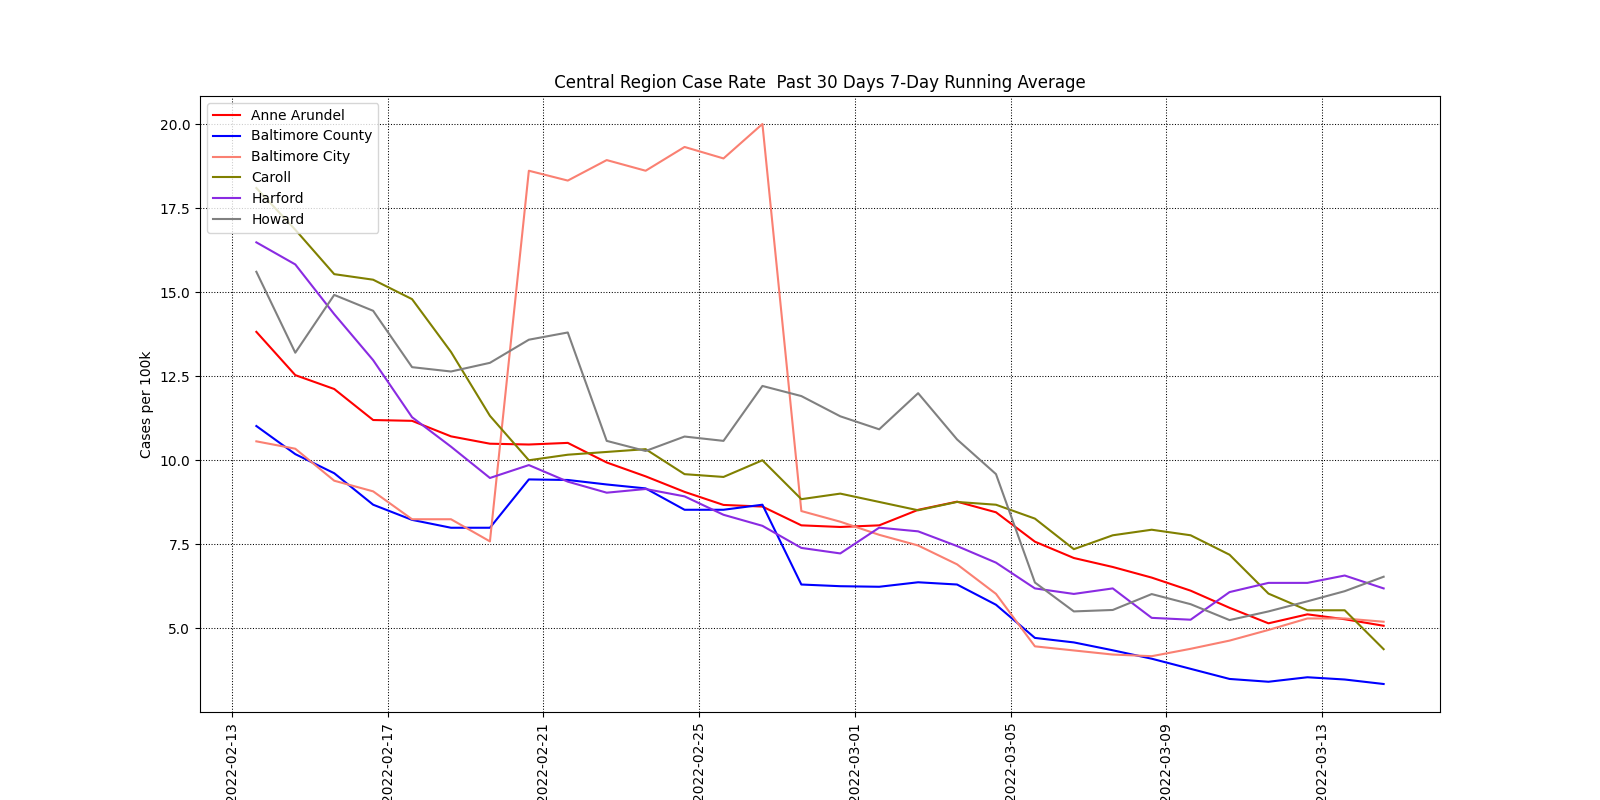 Central Region Case Rate  Past 30 Days 7-Day Running Average
Anne Arundel
Baltimore County
Baltimore City
Caroll
Harford
Howard
20.0
17.5
15.0
12.5
10.0
7.5
5.0
Cases per 100k
2022-02-13
2022-02-17
2022-02-21
2022-02-25
2022-03-01
2022-03-05
2022-03-09
2022-03-13